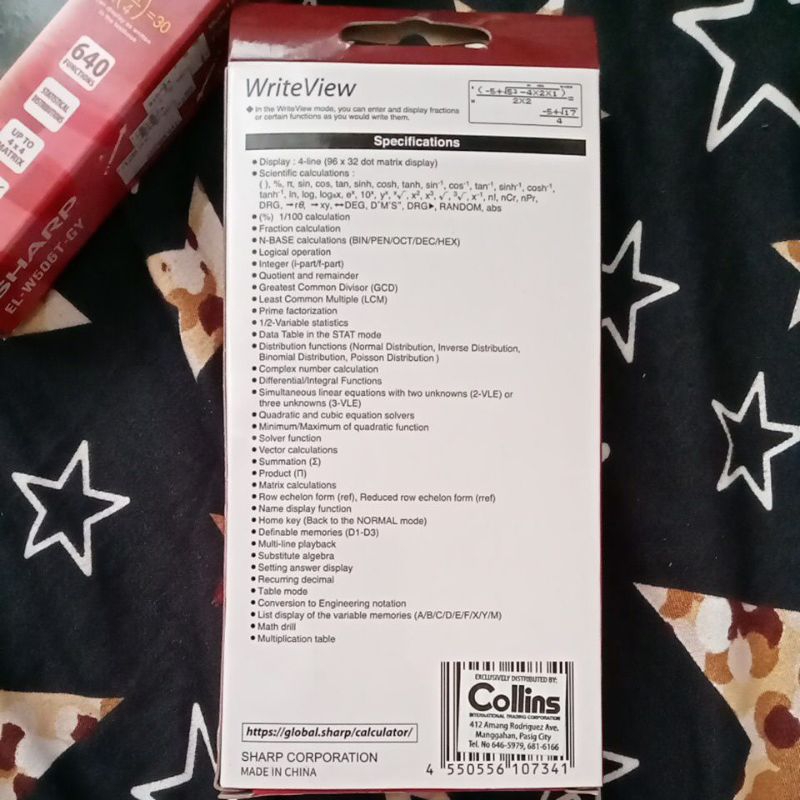 =30
640
FUNCTIONS
STATISTICAL
DISTRIBUTIONS
UP TO
4 x 4
MATRIX
SHARP
EL-W506T-GY
WriteView
◆ In the WriteView mode, you can enter and display fractions
or certain functions as you would write them.
(-5+√5²-4×2×1)
2×2
=
-5+√17
4
Specifications
● Display : 4-line (96 x 32 dot matrix display)
● Scientific calculations :
( ), %, π, sin, cos, tan, sinh, cosh, tanh, sin⁻¹, cos⁻¹, tan⁻¹, sinh⁻¹, cosh⁻¹,
tanh⁻¹, ln, log, logₐx, eˣ, 10ˣ, yˣ, ˣ√, x², x³, √, ³√, x⁻¹, n!, nCr, nPr,
DRG, →rθ, →xy, ↔DEG, D°M'S", DRG▶, RANDOM, abs
● (%) 1/100 calculation
● Fraction calculation
● N-BASE calculations (BIN/PEN/OCT/DEC/HEX)
● Logical operation
● Integer (i-part/f-part)
● Quotient and remainder
● Greatest Common Divisor (GCD)
● Least Common Multiple (LCM)
● Prime factorization
● 1/2-Variable statistics
● Data Table in the STAT mode
● Distribution functions (Normal Distribution, Inverse Distribution,
Binomial Distribution, Poisson Distribution )
● Complex number calculation
● Differential/Integral Functions
● Simultaneous linear equations with two unknowns (2-VLE) or
three unknowns (3-VLE)
● Quadratic and cubic equation solvers
● Minimum/Maximum of quadratic function
● Solver function
● Vector calculations
● Summation (Σ)
● Product (Π)
● Matrix calculations
● Row echelon form (ref), Reduced row echelon form (rref)
● Name display function
● Home key (Back to the NORMAL mode)
● Definable memories (D1-D3)
● Multi-line playback
● Substitute algebra
● Setting answer display
● Recurring decimal
● Table mode
● Conversion to Engineering notation
● List display of the variable memories (A/B/C/D/E/F/X/Y/M)
● Math drill
● Multiplication table
https://global.sharp/calculator/
SHARP CORPORATION
MADE IN CHINA
EXCLUSIVELY DISTRIBUTED BY:
Collins
INTERNATIONAL TRADING CORPORATION
412 Amang Rodriguez Ave.
Manggahan, Pasig City
Tel. No 646-5979, 681-6166
4 550556 107341